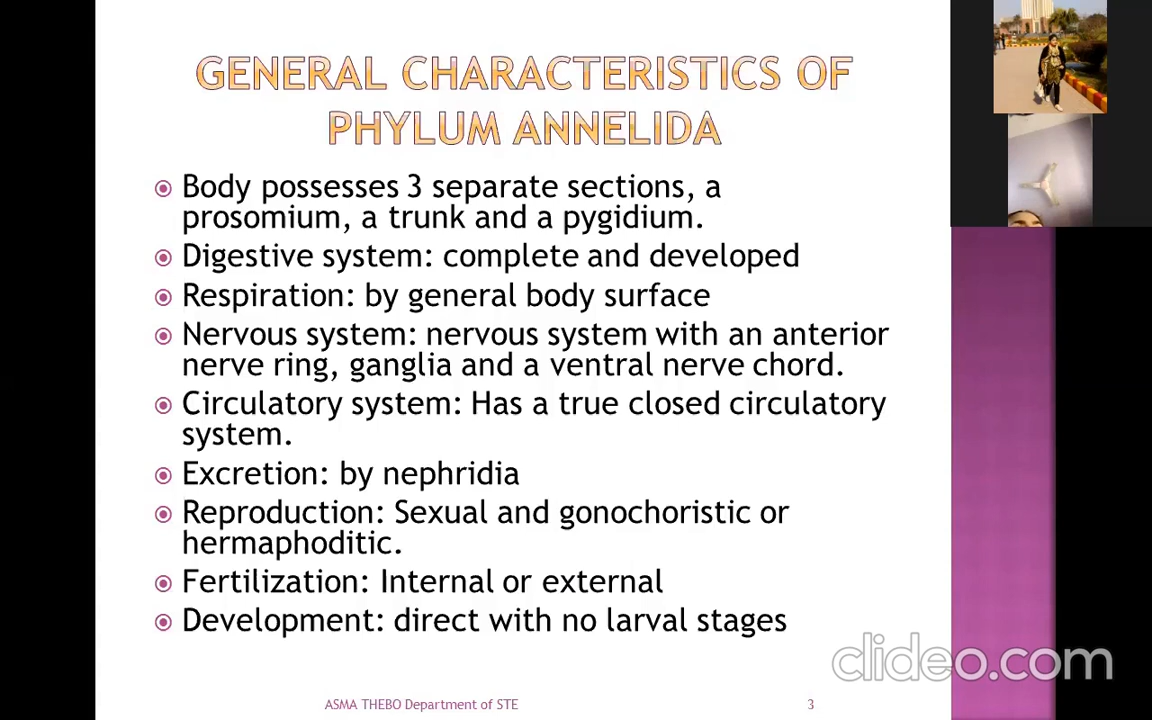 GENERAL CHARACTERISTICS OF
PHYLUM ANNELIDA
Body possesses 3 separate sections, a
prosomium, a trunk and a pygidium.
Digestive system: complete and developed
Respiration: by general body surface
Nervous system: nervous system with an anterior
nerve ring, ganglia and a ventral nerve chord.
Circulatory system: Has a true closed circulatory
system.
Excretion: by nephridia
Reproduction: Sexual and gonochoristic or
hermaphoditic.
Fertilization: Internal or external
Development: direct with no larval stages
clideo.com
ASMA THEBO Department of STE
3